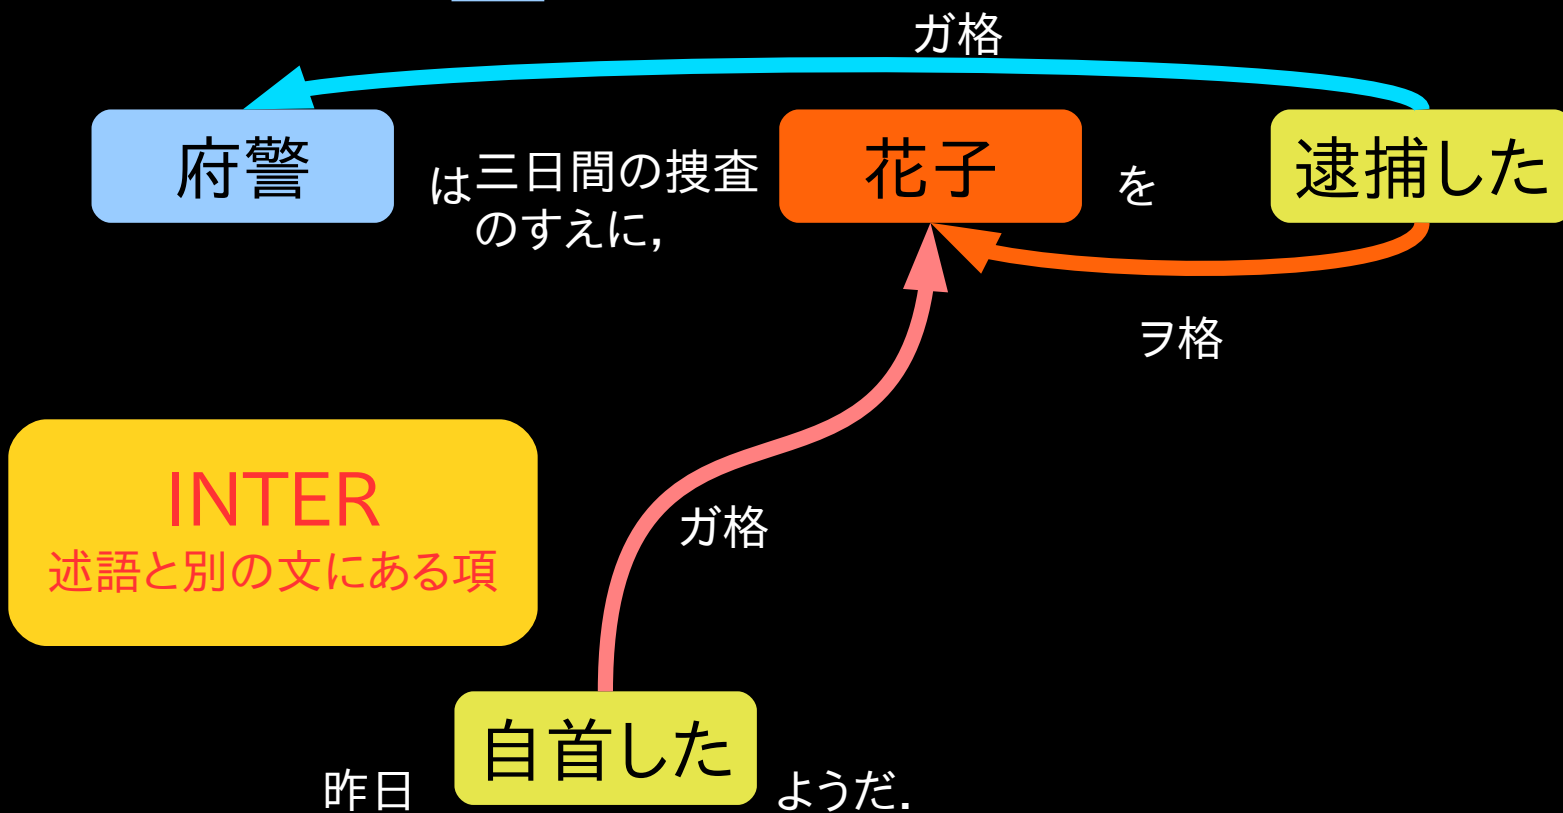 ガ格
府警
は
三日間の捜査
のすえに,
花子
を
逮捕した
ヲ格
INTER
述語と別の文にある項
ガ格
昨日
自首した
ようだ.